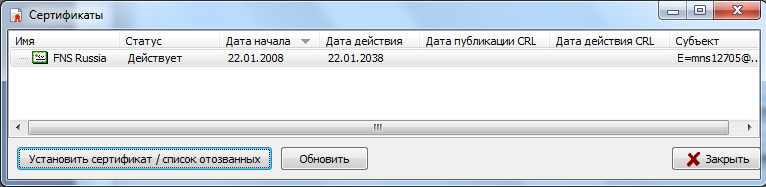 Сертификаты
Имя Статус Дата начала Дата действия Дата публикации CRL Дата действия CRL Субъект
FNS Russia Действует 22.01.2008 22.01.2038 E=mns12705@...
Установить сертификат / список отозванных Обновить Закрыть